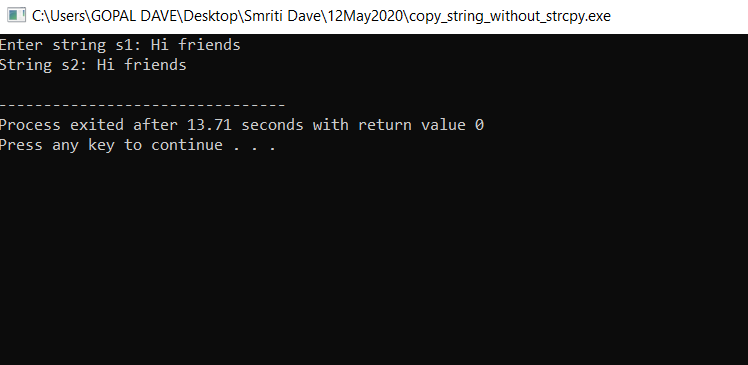 C:\Users\GOPAL DAVE\Desktop\Smriti Dave\12May2020\copy_string_without_strcpy.exe
Enter string s1: Hi friends
String s2: Hi friends
--------------------------------
Process exited after 13.71 seconds with return value 0
Press any key to continue . . .